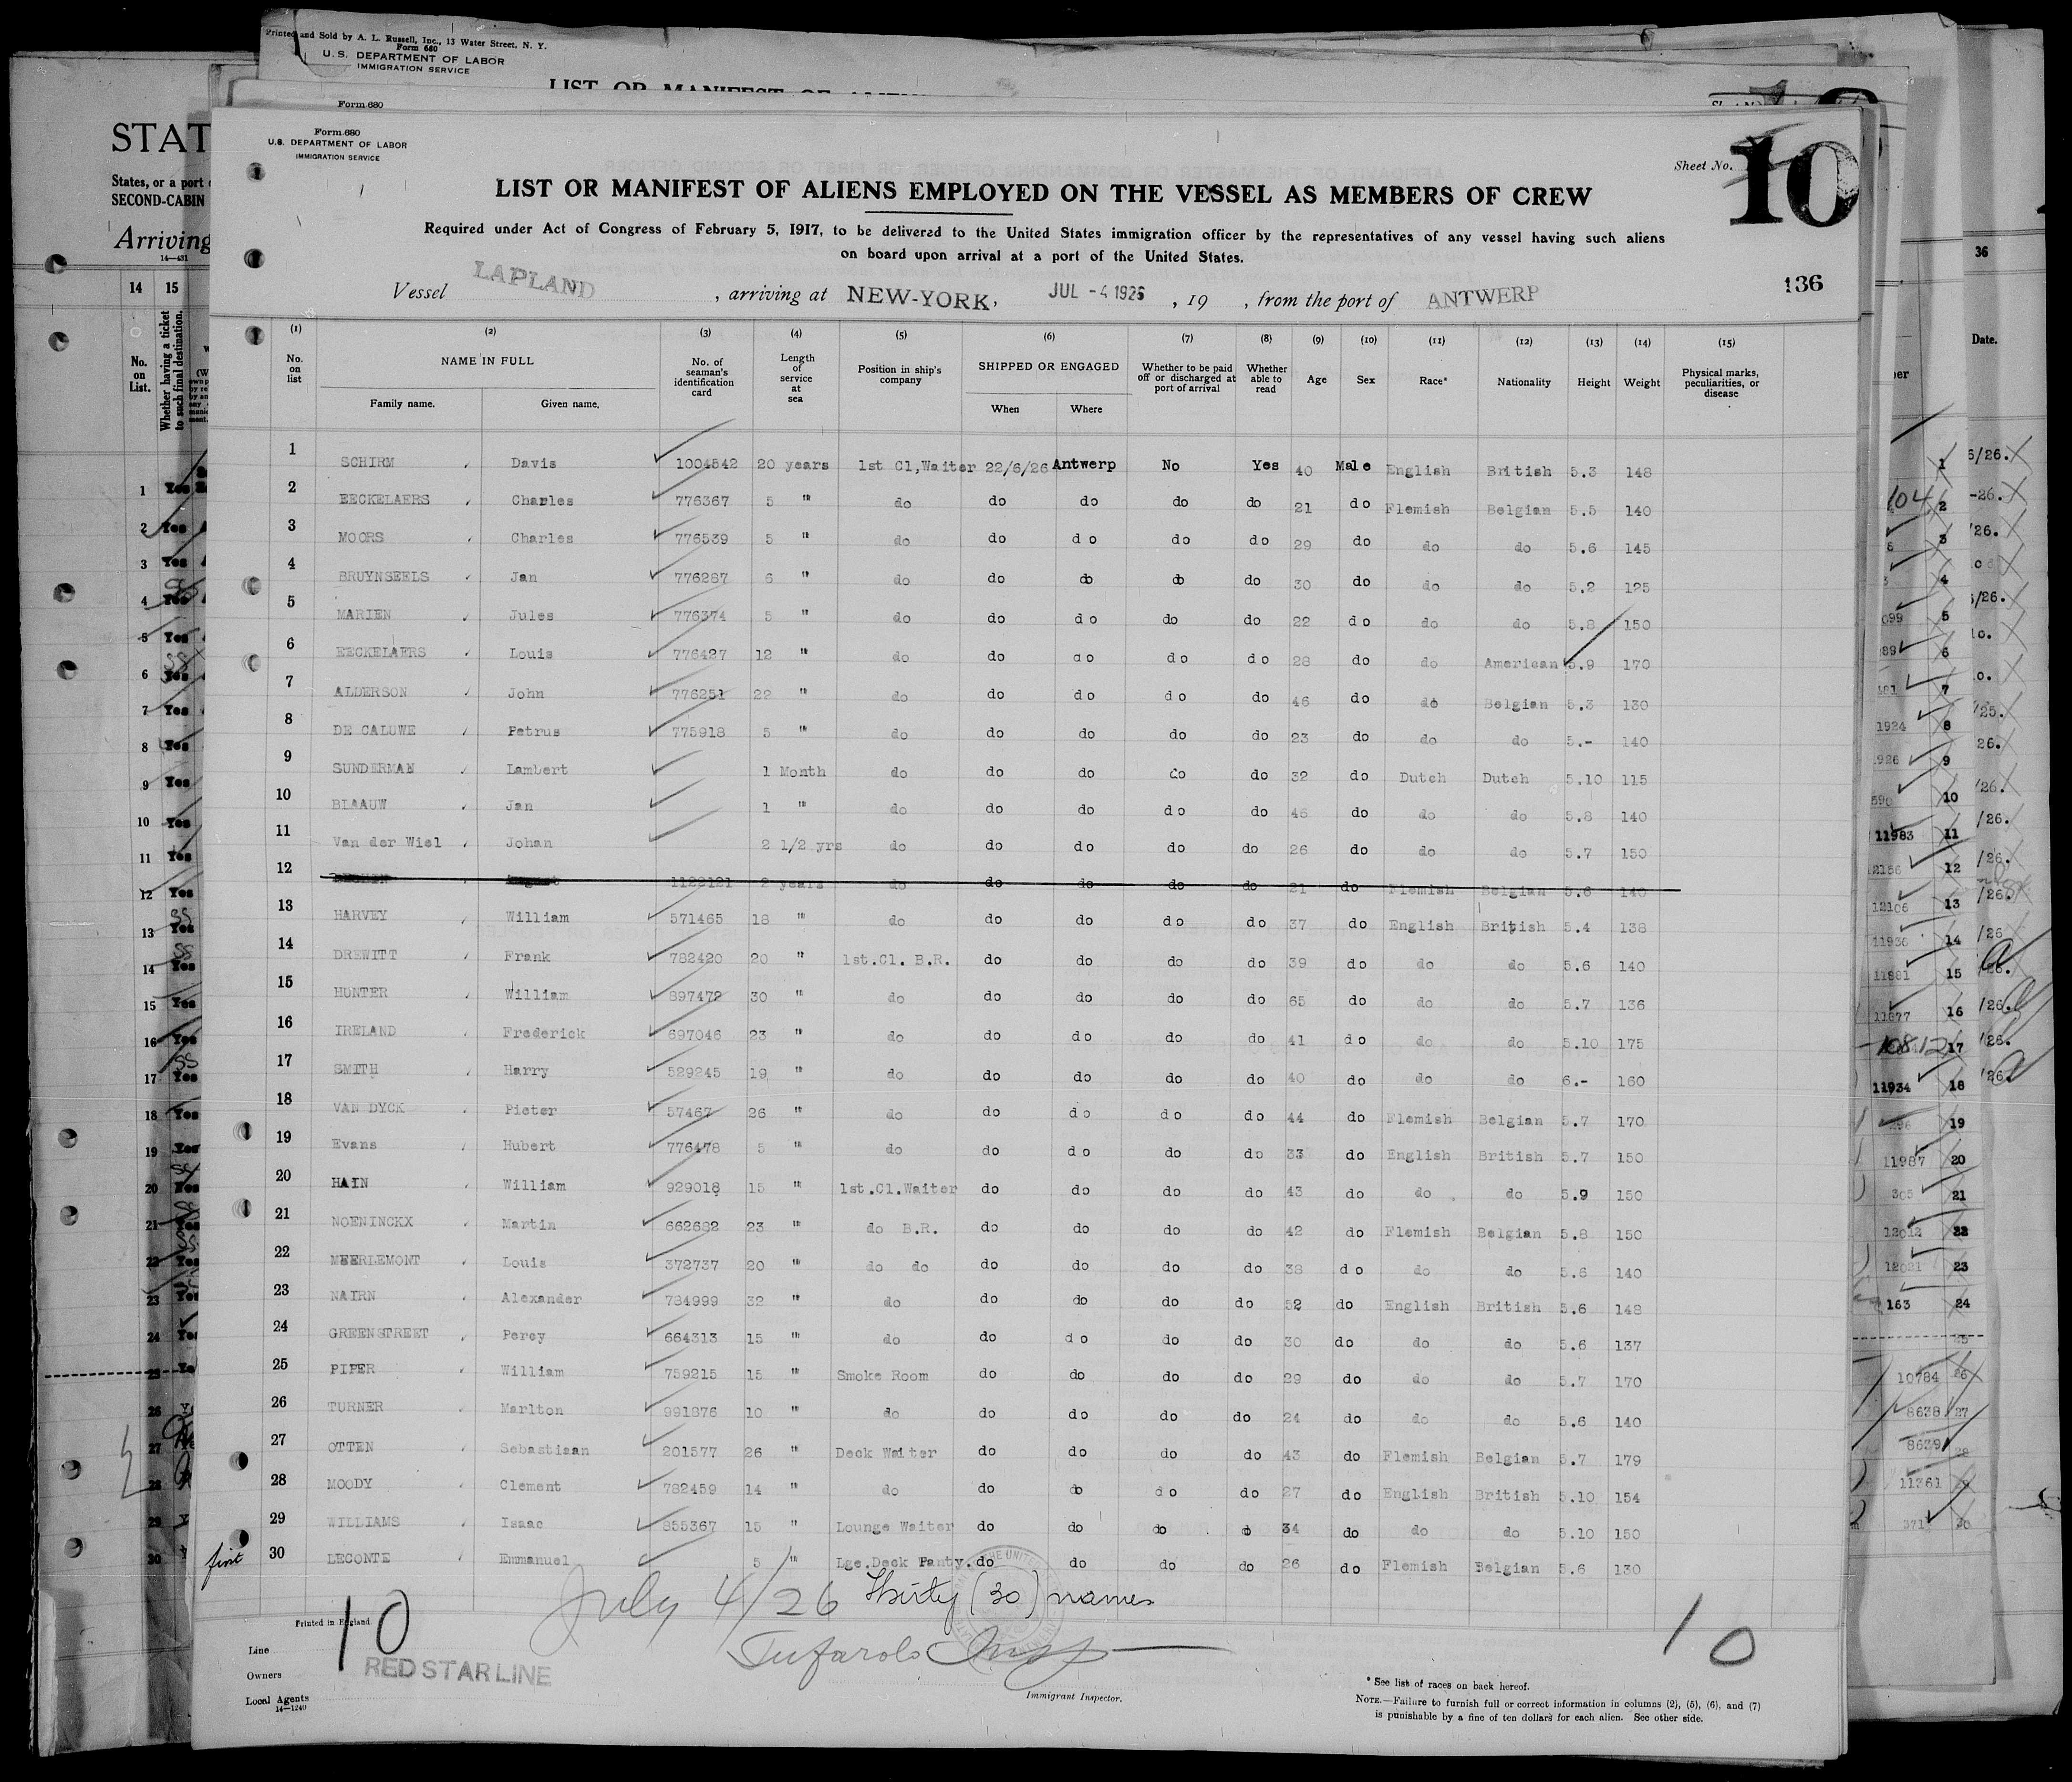 Printed and Sold by A. L. Russell, Inc., 13 Water Street, N. Y.
Form 680
U. S. DEPARTMENT OF LABOR
IMMIGRATION SERVICE
Form 680
STAT
States, or a port
SECOND-CABIN
Arriving
14—431
Form 680
U.S. DEPARTMENT OF LABOR
IMMIGRATION SERVICE
Sheet No. 10
LIST OR MANIFEST OF ALIENS EMPLOYED ON THE VESSEL AS MEMBERS OF CREW
Required under Act of Congress of February 5, 1917, to be delivered to the United States immigration officer by the representatives of any vessel having such aliens
on board upon arrival at a port of the United States.
136
Vessel LAPLAND , arriving at NEW-YORK, JUL -4 1926 , 19 , from the port of ANTWERP
(1) (2) (3) (4) (5) (6) (7) (8) (9) (10) (11) (12) (13) (14) (15)
No. on list NAME IN FULL No. of seaman's identification card Length of service at sea Position in ship's company SHIPPED OR ENGAGED Whether to be paid off or discharged at port of arrival Whether able to read Age Sex Race* Nationality Height Weight Physical marks, peculiarities, or disease
Family name. Given name. When Where
1 SCHIRM Davis 1004542 20 years 1st Cl,Waiter 22/6/26 Antwerp No Yes 40 Male English British 5.3 148
2 EECKELAERS Charles 776367 5 " do do do do do 21 do Flemish Belgian 5.5 140
3 MOORS Charles 776539 5 " do do do do do 29 do do do 5.6 145
4 BRUYNSEELS Jan 776287 6 " do do do do do 30 do do do 5.2 125
5 MARIEN Jules 776374 5 " do do do do do 22 do do do 5.8 150
6 EECKELAERS Louis 776427 12 " do do do do do 28 do do American 5.9 170
7 ALDERSON John 776251 22 " do do do do do 46 do do Belgian 5.3 130
8 DE CALUWE Petrus 775918 5 " do do do do do 23 do do do 5.- 140
9 SUNDERMAN Lambert 1 Month do do do do do 32 do Dutch Dutch 5.10 115
10 BLAAUW Jan 1 " do do do do do 46 do do do 5.8 140
11 Van der Wiel Johan 2 1/2 yrs do do do do do 26 do do do 5.7 150
12 1122121 2 years do do do do do 21 do Flemish Belgian 5.6 140
13 HARVEY William 571465 18 " do do do do do 37 do English British 5.4 138
14 DREWITT Frank 782420 20 " 1st.Cl. B.R. do do do do 39 do do do 5.6 140
15 HUNTER William 897472 30 " do do do do do 65 do do do 5.7 136
16 IRELAND Frederick 697046 23 " do do do do do 41 do do do 5.10 175
17 SMITH Harry 529245 19 " do do do do do 40 do do do 6.- 160
18 VAN DYCK Pieter 57467 26 " do do do do do 44 do Flemish Belgian 5.7 170
19 Evans Hubert 776478 5 " do do do do do 33 do English British 5.7 150
20 HAIN William 929018 15 " 1st.Cl.Waiter do do do do 43 do do do 5.9 150
21 NOENINCKX Martin 662682 23 " do B.R. do do do do 42 do Flemish Belgian 5.8 150
22 MEERLEMONT Louis 372737 20 " do do do do do do 38 do do do 5.6 140
23 NAIRN Alexander 784999 32 " do do do do do 52 do English British 5.6 148
24 GREENSTREET Percy 664313 15 " do do do do do 30 do do do 5.6 137
25 PIPER William 759215 15 " Smoke Room do do do do 29 do do do 5.7 170
26 TURNER Marlton 991876 10 " do do do do do 24 do do do 5.6 140
27 OTTEN Sebastiaan 201577 26 " Deck Waiter do do do do 43 do Flemish Belgian 5.7 179
28 MOODY Clement 782459 14 " do do do do do 27 do English British 5.10 154
29 WILLIAMS Isaac 855367 15 " Lounge Waiter do do do do 34 do do do 5.10 150
30 LECONTE Emmanuel 5 " Lge.Deck Panty. do do do do 26 do Flemish Belgian 5.6 130
July 4/26 Thirty (30) names
Printed in England
10
10
Line
Owners RED STAR LINE
Local Agents
14—1240
Immigrant Inspector.
* See list of races on back hereof.
NOTE.—Failure to furnish full or correct information in columns (2), (5), (6), and (7)
is punishable by a fine of ten dollars for each alien. See other side.